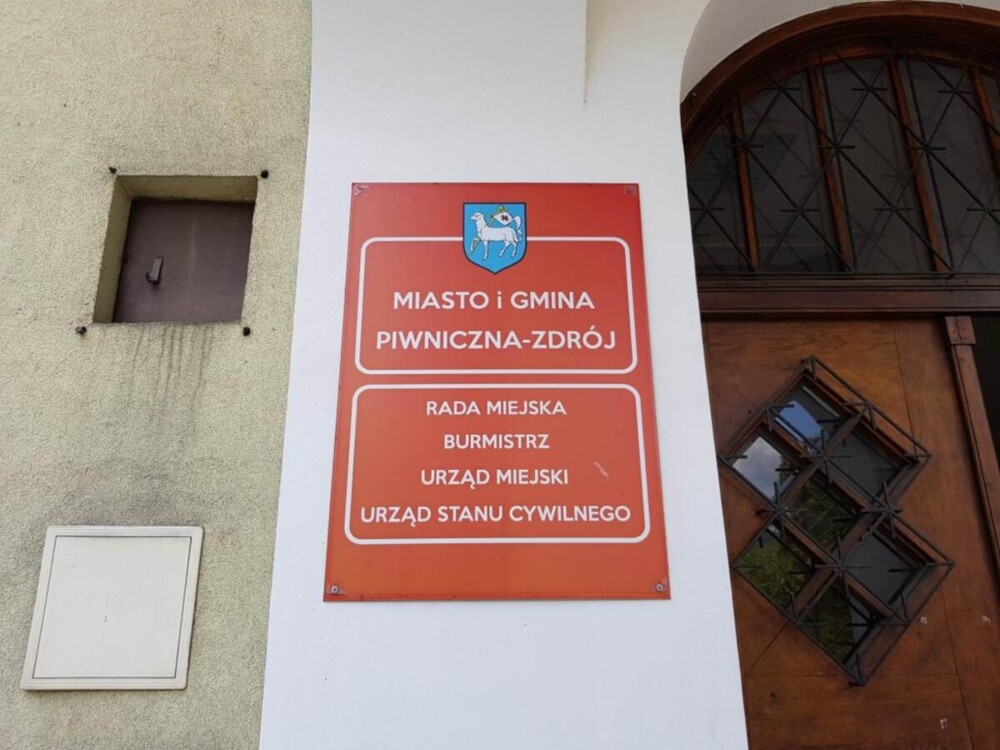 MIASTO i GMINA
PIWNICZNA-ZDRÓJ
RADA MIEJSKA
BURMISTRZ
URZĄD MIEJSKI
URZĄD STANU CYWILNEGO